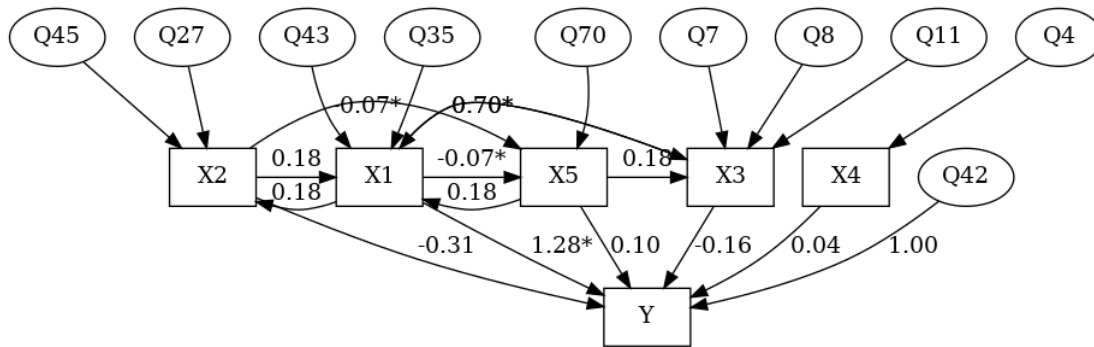 Q45 Q27 Q43 Q35 Q70 Q7 Q8 Q11 Q4
-0.07* 0.70*
X2 0.18 X1 -0.07* X5 0.18 X3 X4 Q42
0.18 0.18
-0.31 1.28* 0.10 -0.16 0.04 1.00
Y